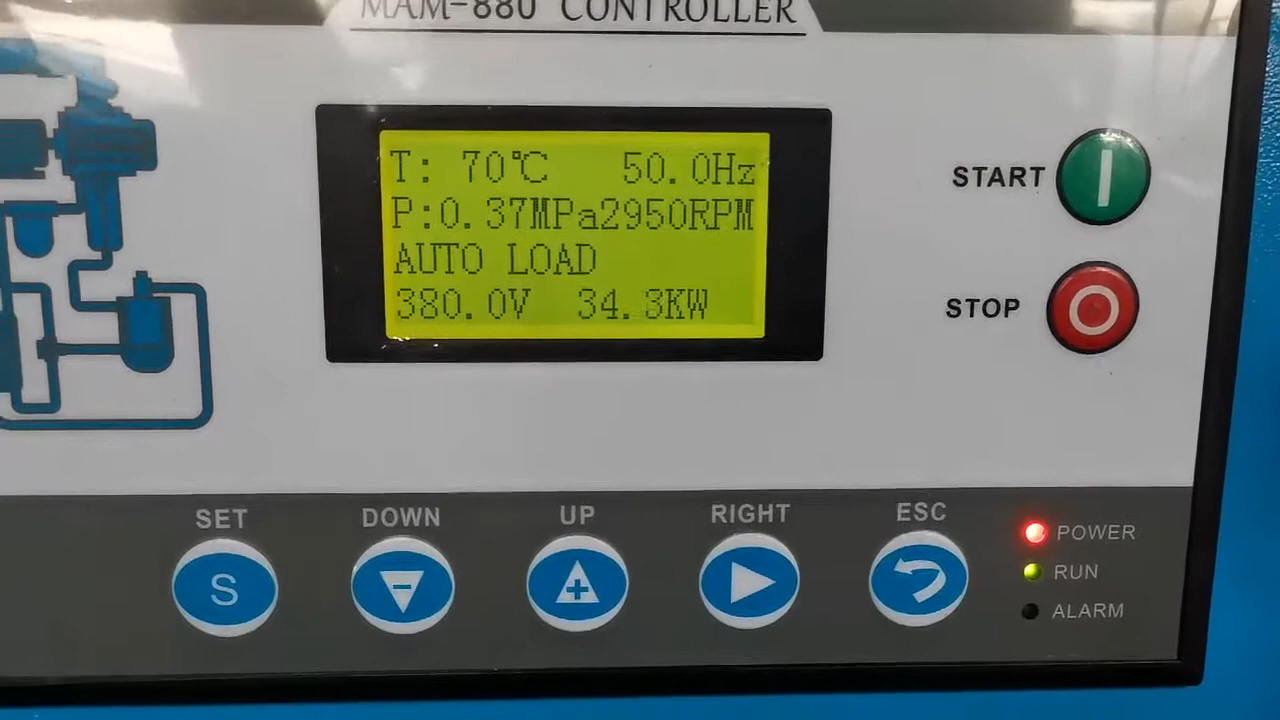 MAM-880 CONTROLLER
T: 70℃ 50.0Hz
P:0.37MPa2950RPM
AUTO LOAD
380.0V 34.3KW
START
STOP
SET DOWN UP RIGHT ESC
S
POWER
RUN
ALARM